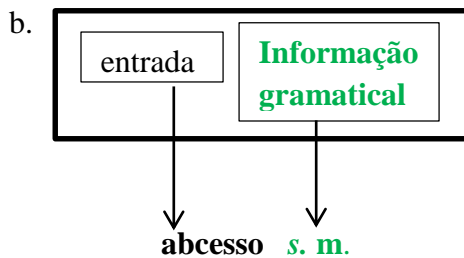 b.
entrada
Informação
gramatical
abcesso s. m.